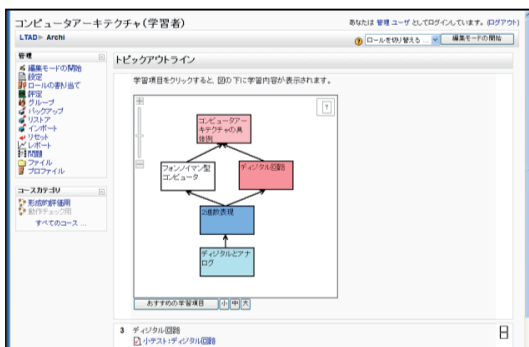 コンピュータアーキテクチャ(学習者)
あなたは 管理 ユーザ としてログインしています。(ログアウト)
LTAD► Archi
ロールを切り替える ...
編集モードの開始
管理
編集モードの開始
設定
ロールの割り当て
評定
グループ
バックアップ
リストア
インポート
リセット
レポート
問題
ファイル
プロファイル
コースカテゴリ
形成的評価用
動作チェック用
すべてのコース ...
トピックアウトライン
学習項目をクリックすると、図の下に学習内容が表示されます。
?
コンピュータアー
キテクチャの具
体例
フォンノイマン型
コンピュータ
ディジタル回路
2進数表現
ディジタルとアナ
ログ
おすすめの学習項目 小 中 大
3 ディジタル回路
小テスト:ディジタル回路